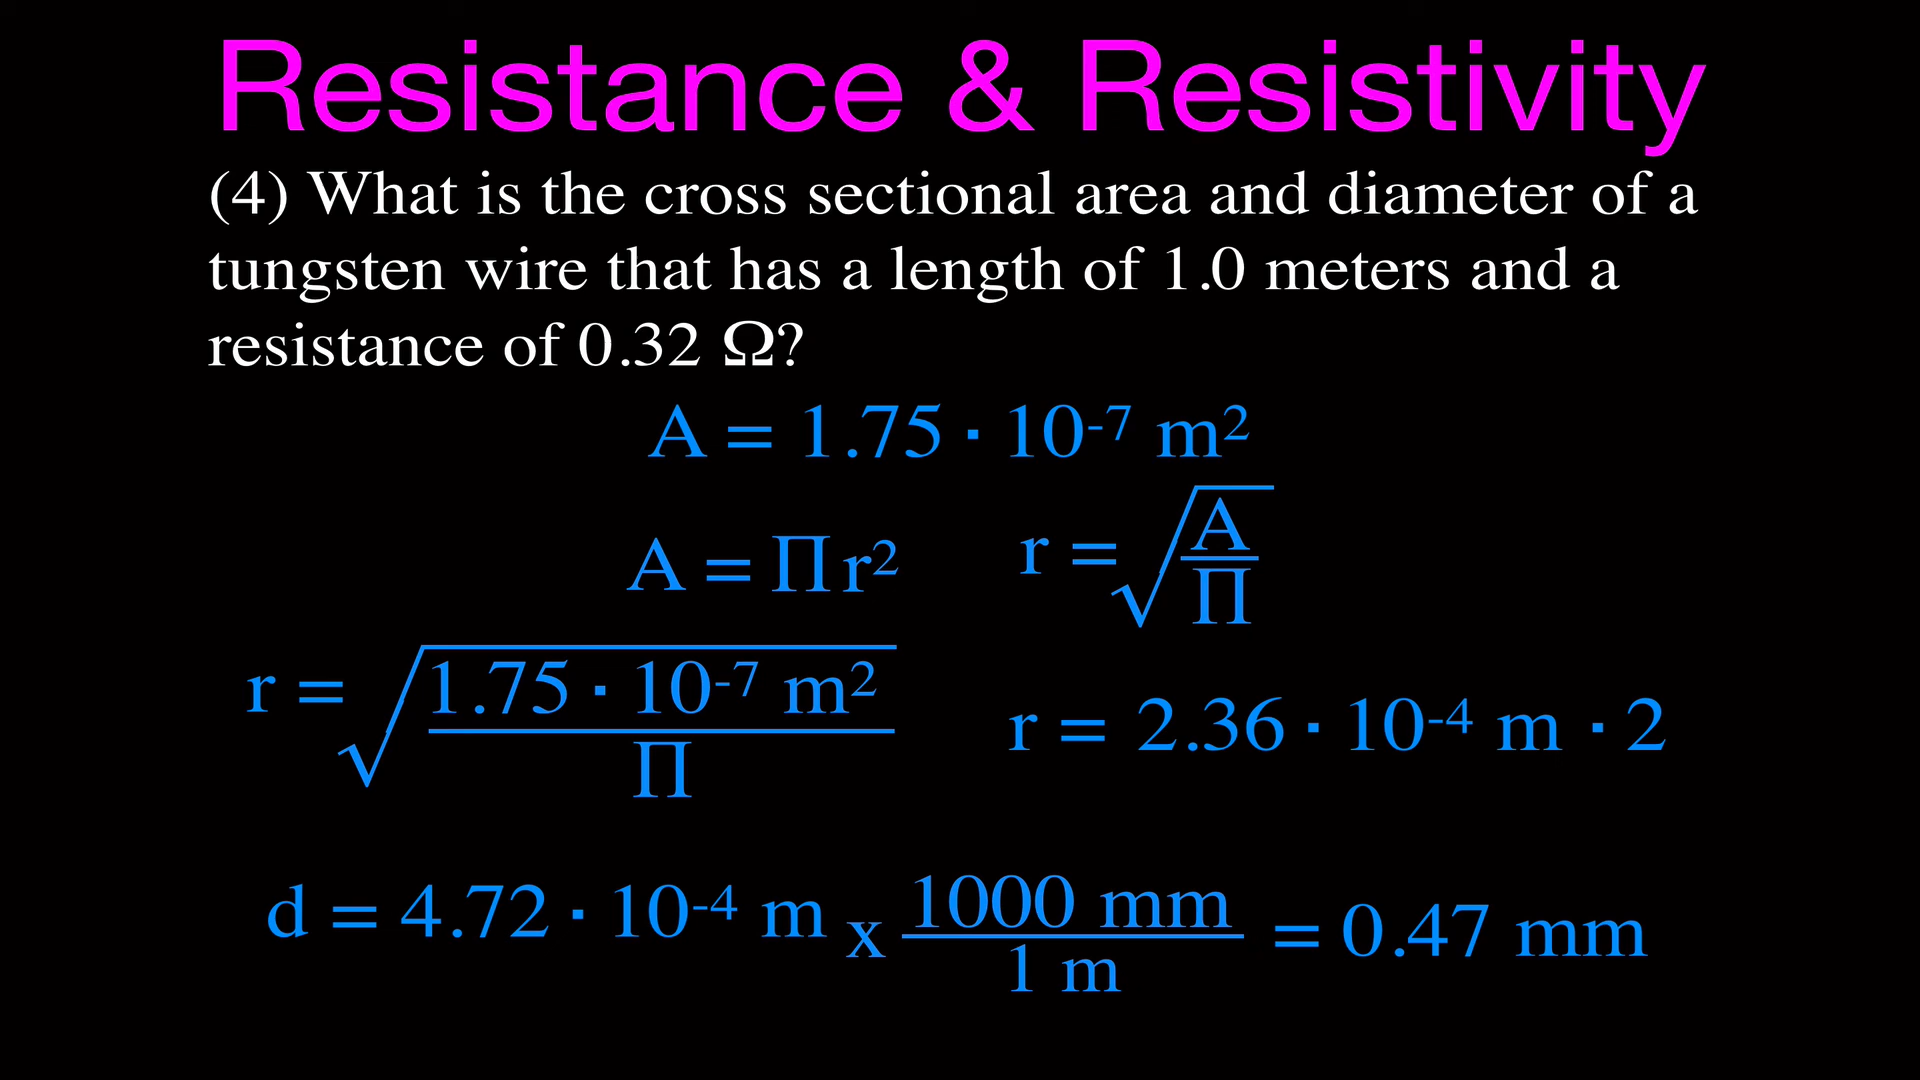 Resistance & Resistivity
(4) What is the cross sectional area and diameter of a
tungsten wire that has a length of 1.0 meters and a
resistance of 0.32 Ω?
A = 1.75 · 10⁻⁷ m²
A = Π r² r = √(A/Π)
r = √(1.75 · 10⁻⁷ m²/Π) r = 2.36 · 10⁻⁴ m · 2
d = 4.72 · 10⁻⁴ m x 1000 mm/1 m = 0.47 mm